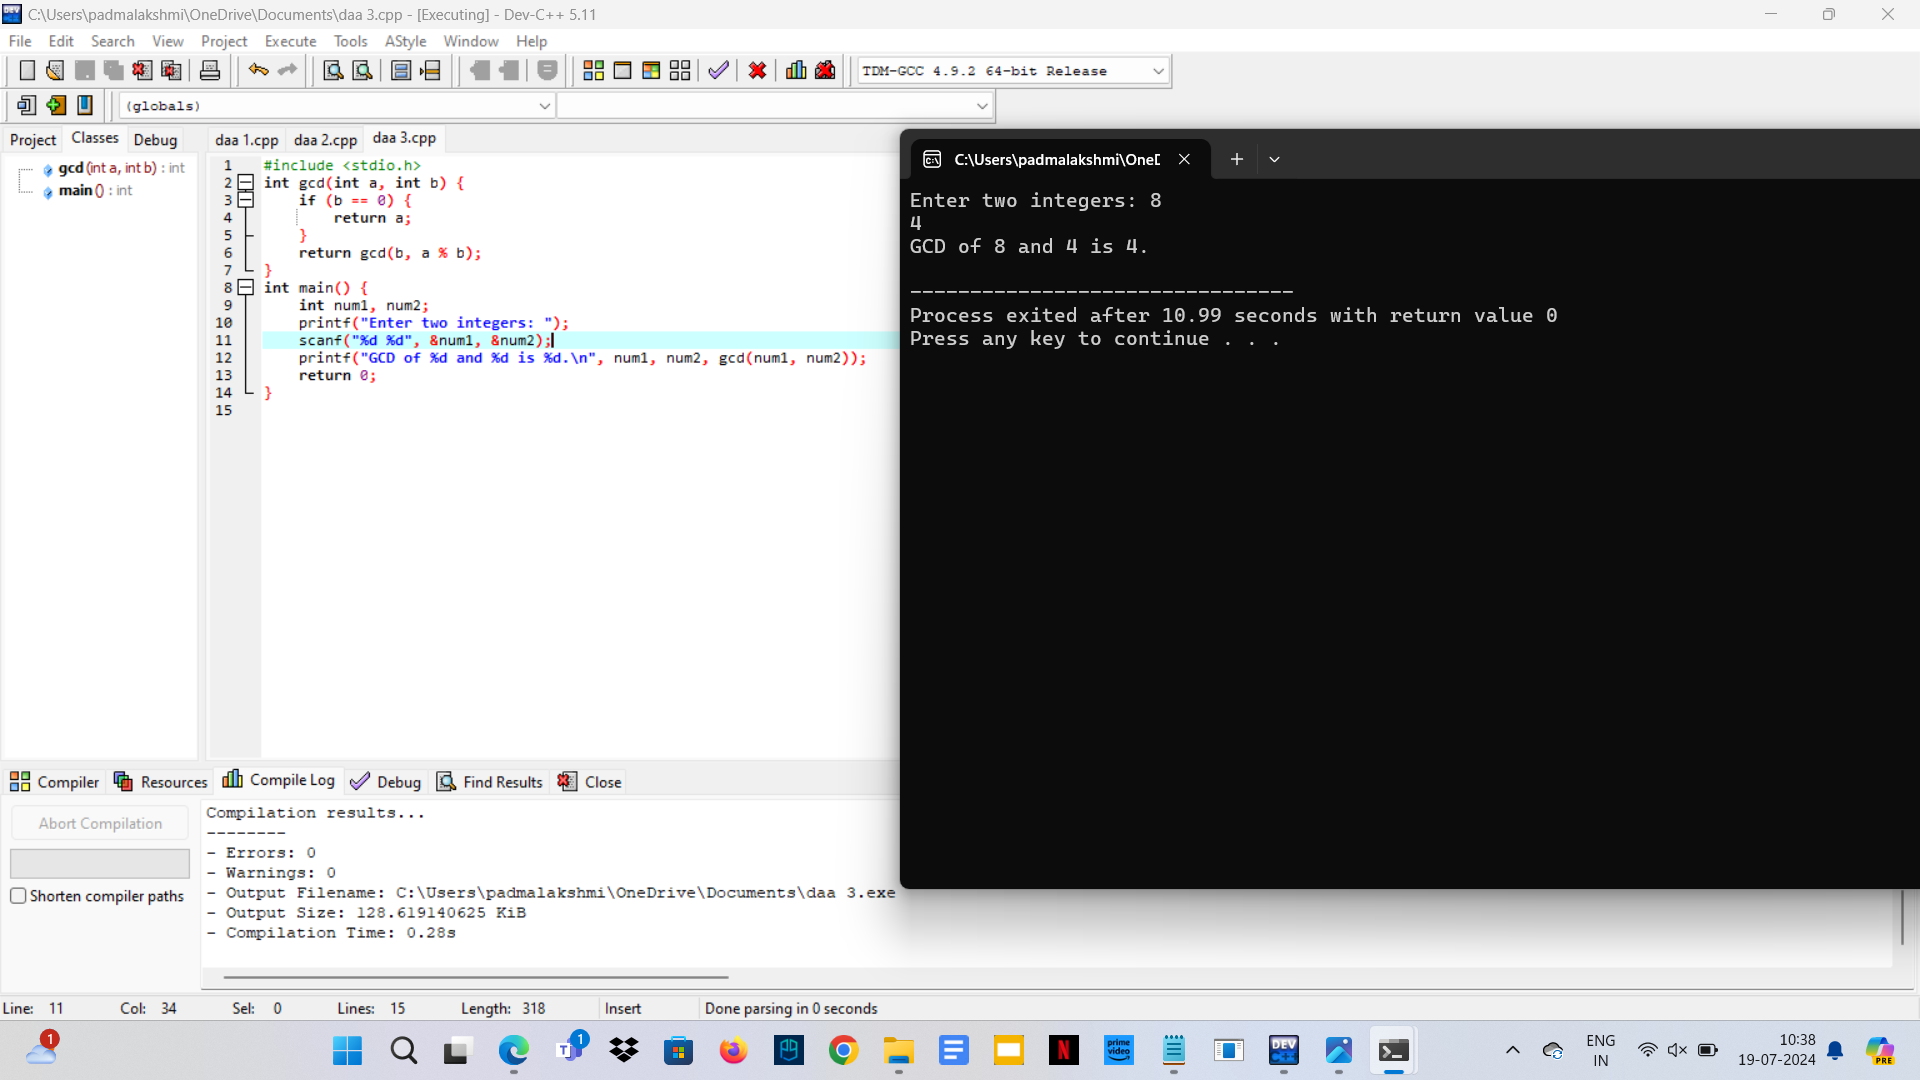 C:\Users\padmalakshmi\OneDrive\Documents\daa 3.cpp - [Executing] - Dev-C++ 5.11
File Edit Search View Project Execute Tools AStyle Window Help
TDM-GCC 4.9.2 64-bit Release
(globals)
Project Classes Debug
daa 1.cpp daa 2.cpp daa 3.cpp
gcd (int a, int b) : int
main () : int
1 #include <stdio.h>
2 int gcd(int a, int b) {
3 if (b == 0) {
4 return a;
5 }
6 return gcd(b, a % b);
7 }
8 int main() {
9 int num1, num2;
10 printf("Enter two integers: ");
11 scanf("%d %d", &num1, &num2);
12 printf("GCD of %d and %d is %d.\n", num1, num2, gcd(num1, num2));
13 return 0;
14 }
15
C:\Users\padmalakshmi\OneD
Enter two integers: 8
4
GCD of 8 and 4 is 4.
--------------------------------
Process exited after 10.99 seconds with return value 0
Press any key to continue . . .
Compiler Resources Compile Log Debug Find Results Close
Abort Compilation
Shorten compiler paths
Compilation results...
--------
- Errors: 0
- Warnings: 0
- Output Filename: C:\Users\padmalakshmi\OneDrive\Documents\daa 3.exe
- Output Size: 128.619140625 KiB
- Compilation Time: 0.28s
Line: 11 Col: 34 Sel: 0 Lines: 15 Length: 318 Insert Done parsing in 0 seconds
1
1
prime video
DEV C++
ENG
IN
10:38
19-07-2024
PRE